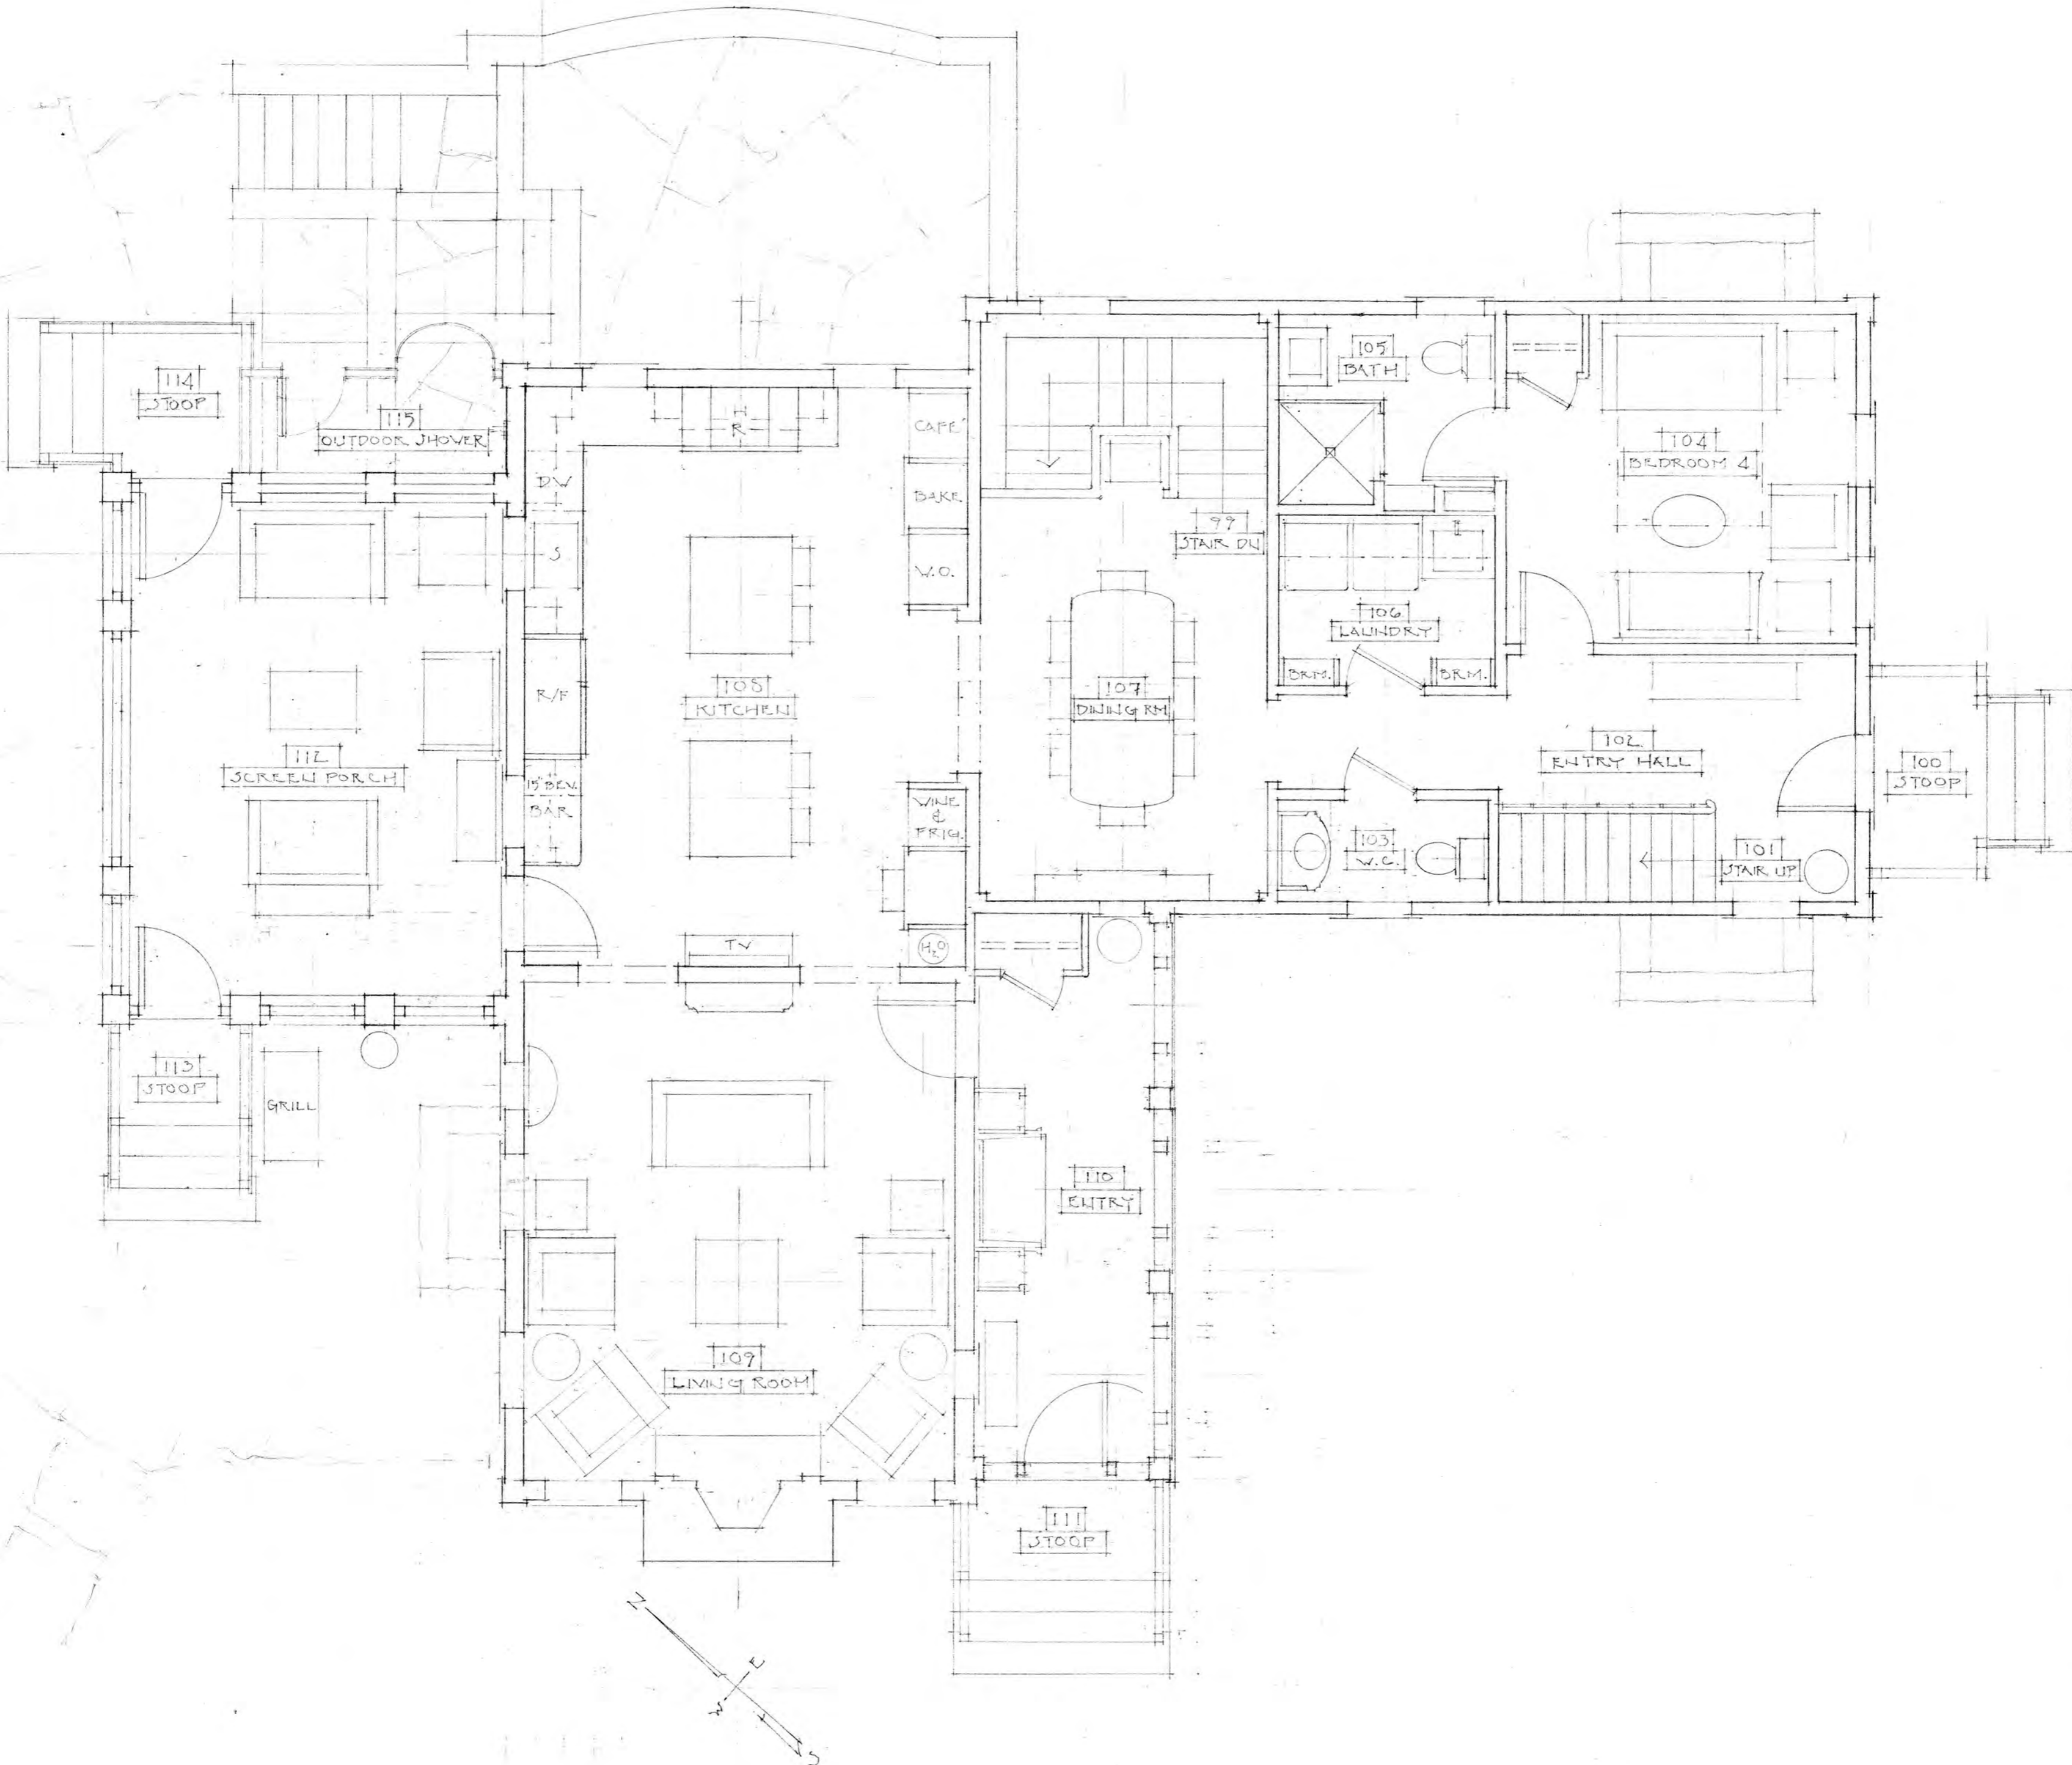 105
BATH
114
STOOP
115
OUTDOOR SHOWER
H
R
CAFE'
104
BEDROOM 4
DW
BAKE
99
STAIR DN
S
W.O.
106
LAUNDRY
R/F
BRM.
BRM.
108
KITCHEN
107
DINING RM
102
ENTRY HALL
112
SCREEN PORCH
100
STOOP
15" BEV.
BAR
WINE
&
FRIG.
103
W.C.
101
STAIR UP
TV
H2O
113
STOOP
GRILL
110
ENTRY
109
LIVING ROOM
111
STOOP
N
E
W
S